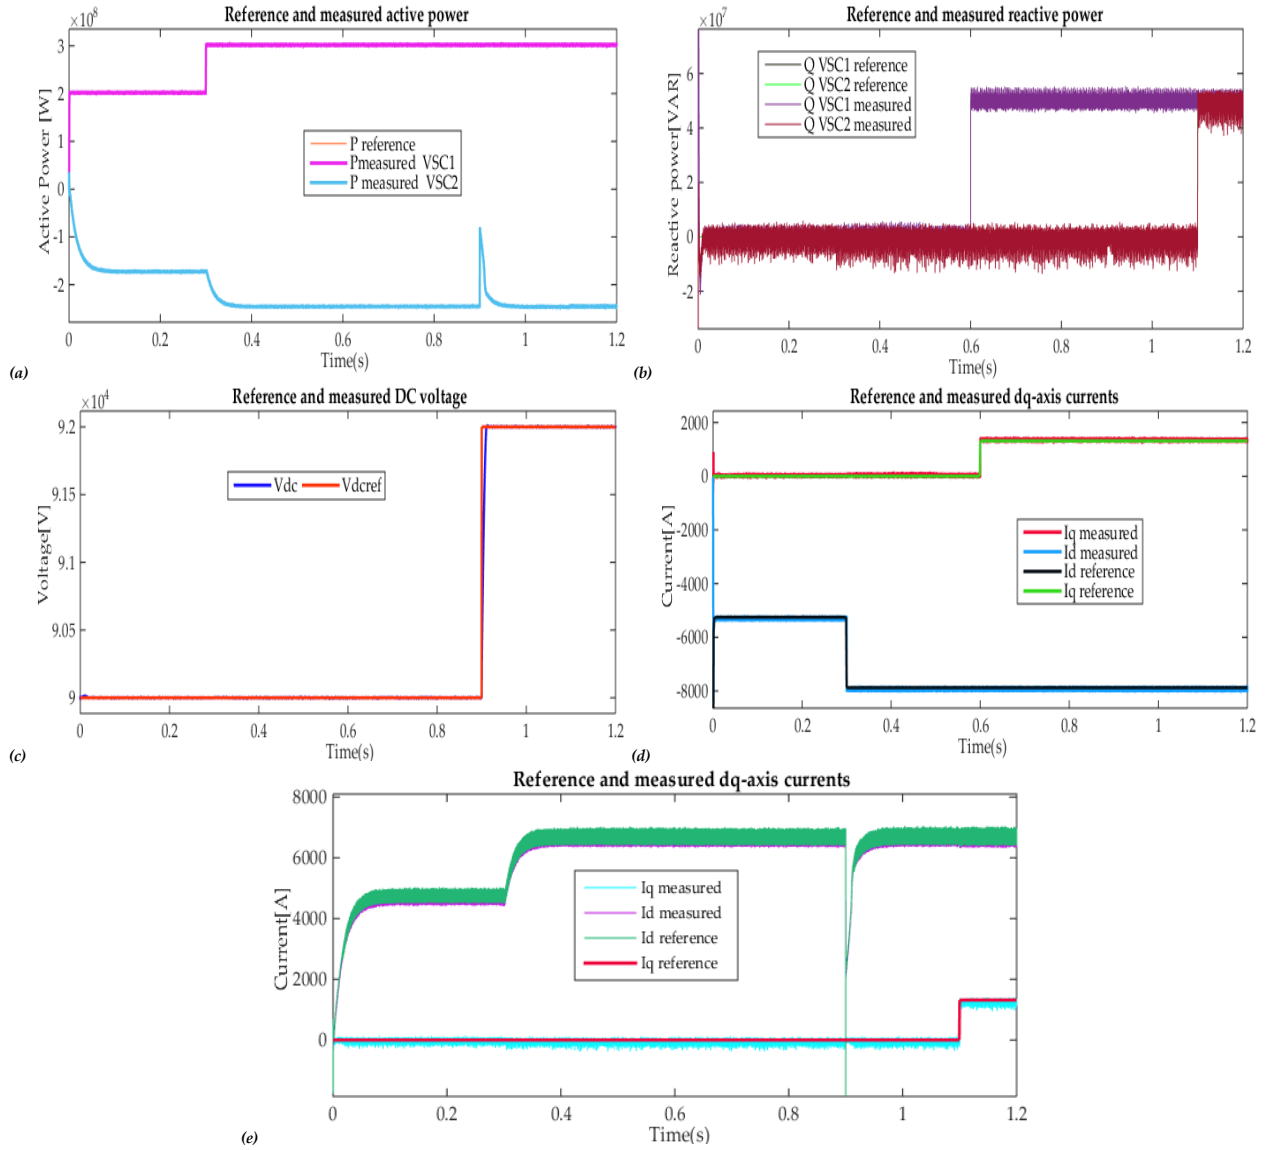 Reference and measured active power
×10⁸
Active Power [W]
3
2
1
0
-1
-2
P reference
Pmeasured VSC1
P measured VSC2
0 0.2 0.4 0.6 0.8 1 1.2
Time(s)
(a)
Reference and measured reactive power
×10⁷
Reactive power[VAR]
6
4
2
0
-2
Q VSC1 reference
Q VSC2 reference
Q VSC1 measured
Q VSC2 measured
0 0.2 0.4 0.6 0.8 1 1.2
Time(s)
(b)
Reference and measured DC voltage
×10⁴
Voltage[V]
9.2
9.15
9.1
9.05
9
Vdc Vdcref
0 0.2 0.4 0.6 0.8 1 1.2
Time(s)
(c)
Reference and measured dq-axis currents
Current[A]
2000
0
-2000
-4000
-6000
-8000
Iq measured
Id measured
Id reference
Iq reference
0 0.2 0.4 0.6 0.8 1 1.2
Time(s)
(d)
Reference and measured dq-axis currents
Current[A]
8000
6000
4000
2000
0
Iq measured
Id measured
Id reference
Iq reference
0 0.2 0.4 0.6 0.8 1 1.2
Time(s)
(e)